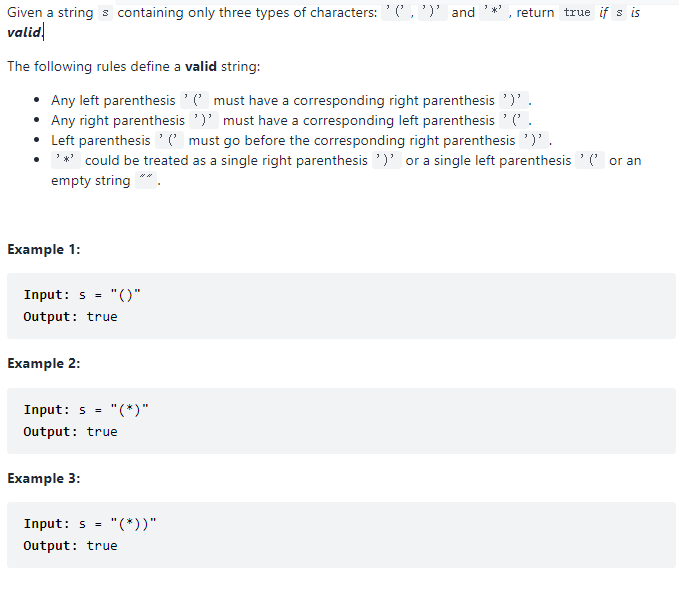 Given a string s containing only three types of characters: '(', ')' and '*', return true if s is
valid.
The following rules define a valid string:
• Any left parenthesis '(' must have a corresponding right parenthesis ')'.
• Any right parenthesis ')' must have a corresponding left parenthesis '('.
• Left parenthesis '(' must go before the corresponding right parenthesis ')'.
• '*' could be treated as a single right parenthesis ')' or a single left parenthesis '(' or an
empty string "".
Example 1:
Input: s = "()"
Output: true
Example 2:
Input: s = "(*)"
Output: true
Example 3:
Input: s = "(*))"
Output: true